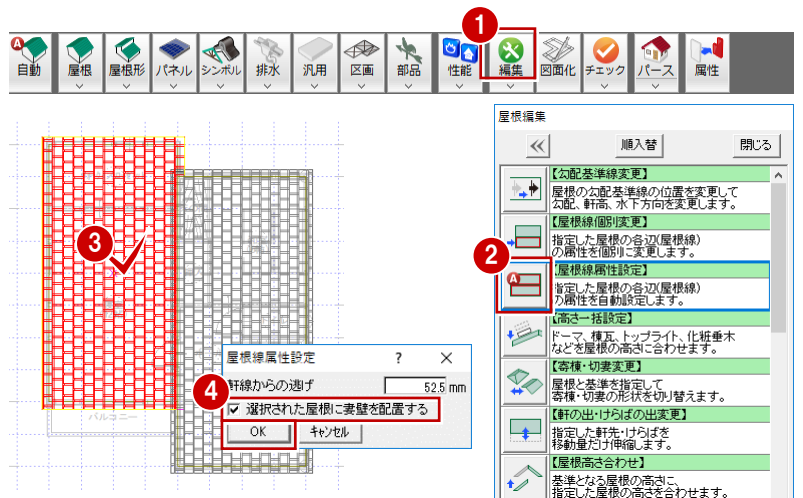 1
A
自動
屋根
屋根形
パネル
シンボル
排水
汎用
区画
部品
性能
編集
図面化
チェック
パース
属性
屋根編集
順入替
閉じる
【勾配基準線変更】
屋根の勾配基準線の位置を変更して
勾配、軒高、水下方向を変更します。
【屋根線個別変更】
指定した屋根の各辺(屋根線)
の属性を個別に変更します。
2
A
【屋根線属性設定】
指定した屋根の各辺(屋根線)
の属性を自動設定します。
【高さ一括設定】
ドーマ、棟瓦、トップライト、化粧垂木
などを屋根の高さに合わせます。
【寄棟・切妻変更】
屋根と基準を指定して
寄棟・切妻の形状を切り替えます。
【軒の出・けらばの出変更】
指定した軒先・けらばを
移動量だけ伸縮します。
【屋根高さ合わせ】
基準となる屋根の高さに、
指定した屋根の高さを合わせます。
3
バルコニー
屋根線属性設定 ?
軒線からの逃げ 52.5 mm
4
選択された屋根に妻壁を配置する
OK キャンセル